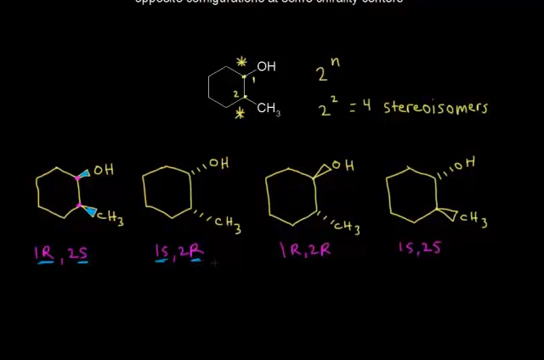 opposite configurations at some chirality centers
* OH
1
2
* CH3
2^n
2^2 = 4 stereoisomers
OH
CH3
OH
CH3
OH
CH3
OH
CH3
1R, 2S
1S, 2R
1R, 2R
1S, 2S